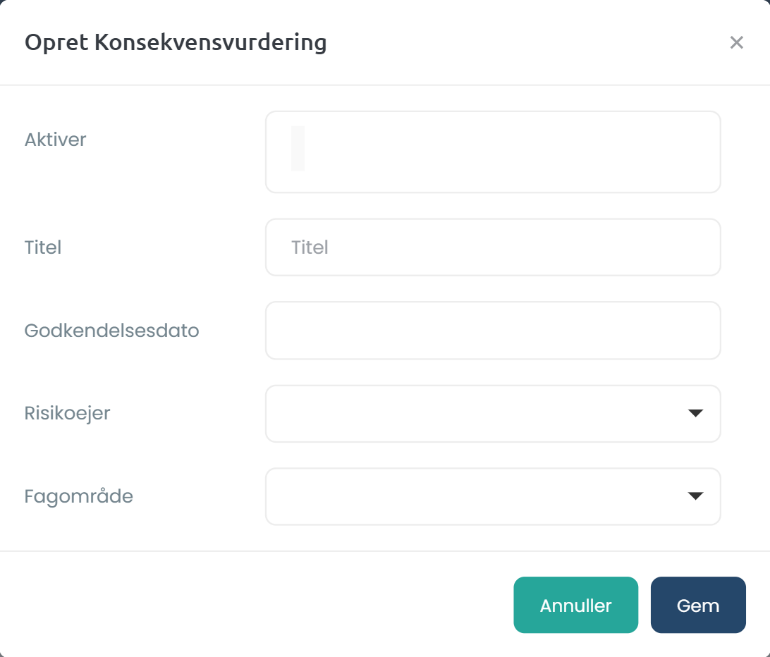 Opret Konsekvensvurdering
Aktiver
Titel
Titel
Godkendelsesdato
Risikoejer
Fagområde
Annuller
Gem